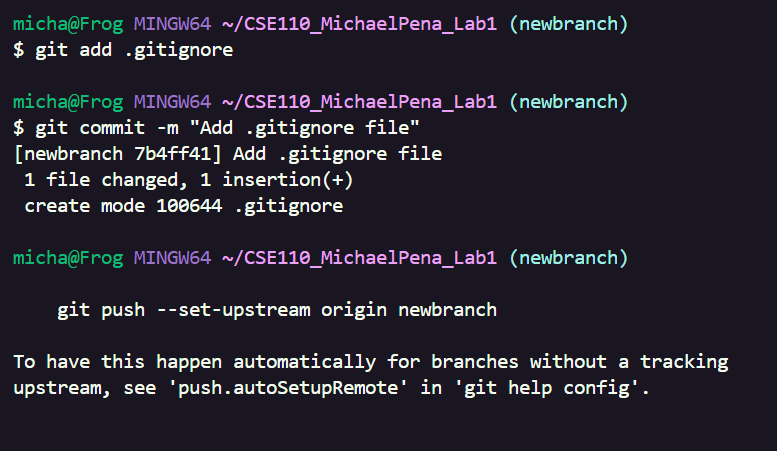 micha@Frog MINGW64 ~/CSE110_MichaelPena_Lab1 (newbranch)
$ git add .gitignore
micha@Frog MINGW64 ~/CSE110_MichaelPena_Lab1 (newbranch)
$ git commit -m "Add .gitignore file"
[newbranch 7b4ff41] Add .gitignore file
 1 file changed, 1 insertion(+)
 create mode 100644 .gitignore
micha@Frog MINGW64 ~/CSE110_MichaelPena_Lab1 (newbranch)
    git push --set-upstream origin newbranch
To have this happen automatically for branches without a tracking
upstream, see 'push.autoSetupRemote' in 'git help config'.